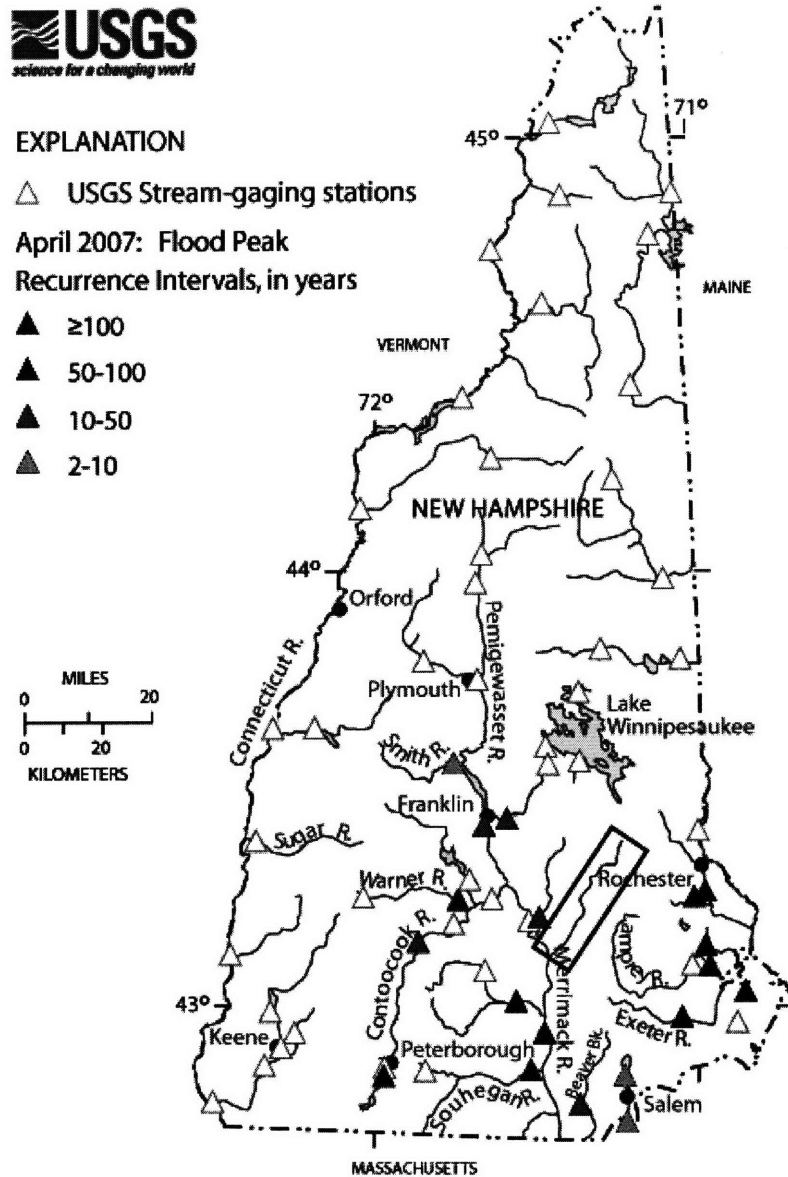 USGS
science for a changing world
EXPLANATION
USGS Stream-gaging stations
April 2007: Flood Peak
Recurrence Intervals, in years
≥100
50-100
10-50
2-10
71°
45°
MAINE
VERMONT
72°
NEW HAMPSHIRE
44°
Orford
Pemigewasset R.
Connecticut R.
MILES
0 20
0 20
KILOMETERS
Plymouth
Lake
Winnipesaukee
Smith R.
Franklin
Sugar R.
Warner R.
Rochester
Contoocook R.
Merrimack R.
Lamprey R.
43°
Exeter R.
Keene
Peterborough
Beaver Bk.
Souhegan R.
Salem
MASSACHUSETTS